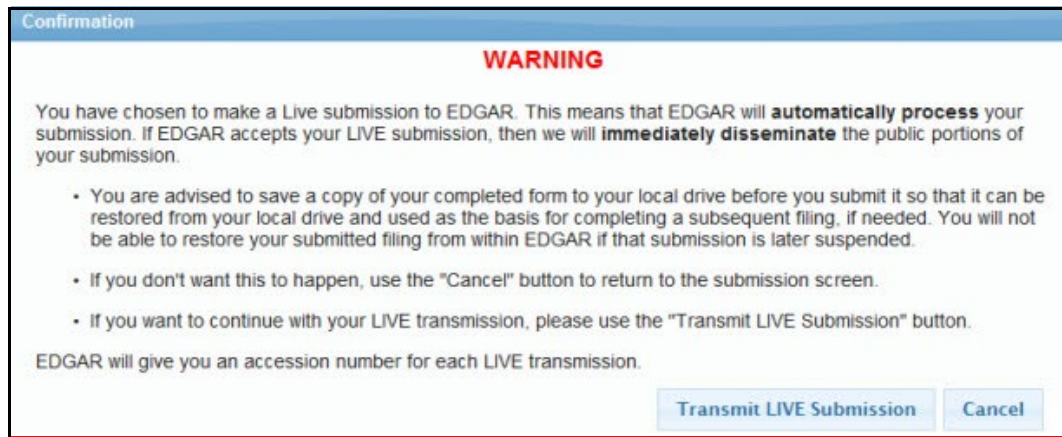 Confirmation
WARNING
You have chosen to make a Live submission to EDGAR. This means that EDGAR will automatically process your
submission. If EDGAR accepts your LIVE submission, then we will immediately disseminate the public portions of
your submission.
• You are advised to save a copy of your completed form to your local drive before you submit it so that it can be
restored from your local drive and used as the basis for completing a subsequent filing, if needed. You will not
be able to restore your submitted filing from within EDGAR if that submission is later suspended.
• If you don't want this to happen, use the "Cancel" button to return to the submission screen.
• If you want to continue with your LIVE transmission, please use the "Transmit LIVE Submission" button.
EDGAR will give you an accession number for each LIVE transmission.
Transmit LIVE Submission Cancel